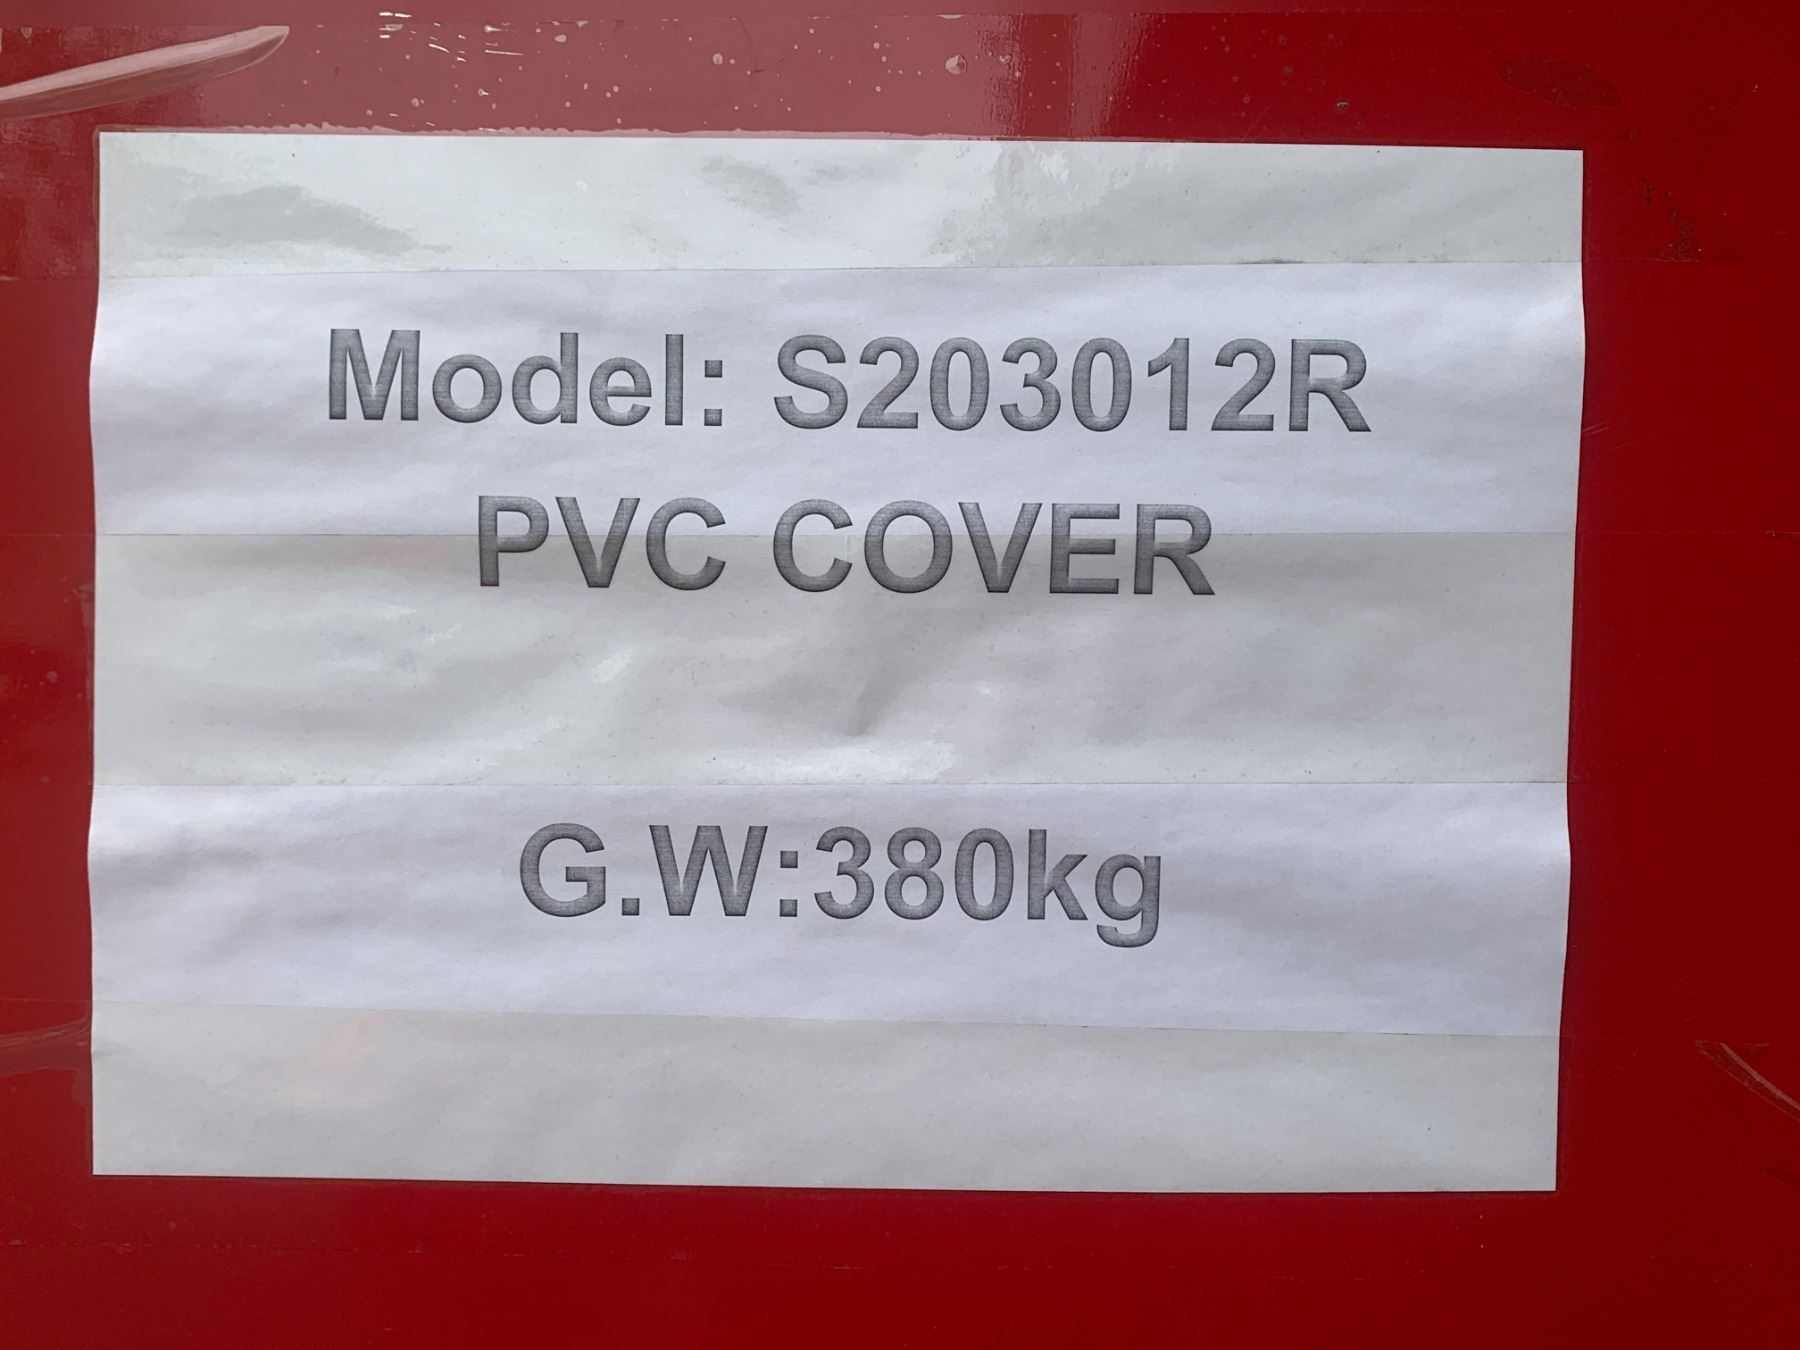 Model: S203012R
PVC COVER
G.W:380kg